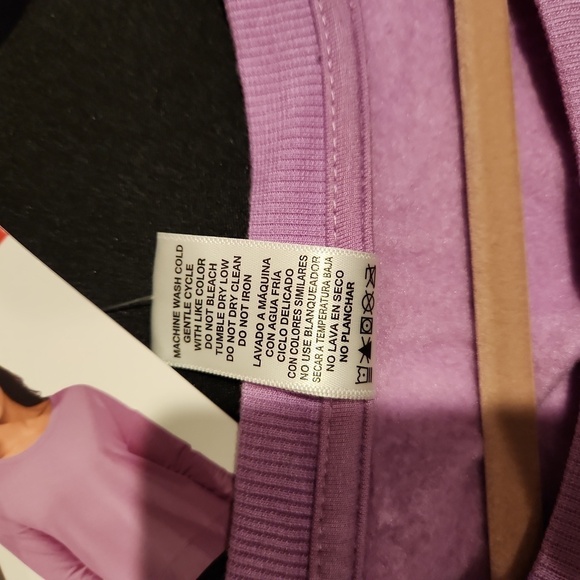 MACHINE WASH COLD
GENTLE CYCLE
WITH LIKE COLOR
DO NOT BLEACH
TUMBLE DRY LOW
DO NOT DRY CLEAN
DO NOT IRON
LAVADO A MÁQUINA
CON AGUA FRÍA
CICLO DELICADO
CON COLORES SIMILARES
NO USE BLANQUEADOR
SECAR A TEMPERATURA BAJA
NO LAVA EN SECO
NO PLANCHAR